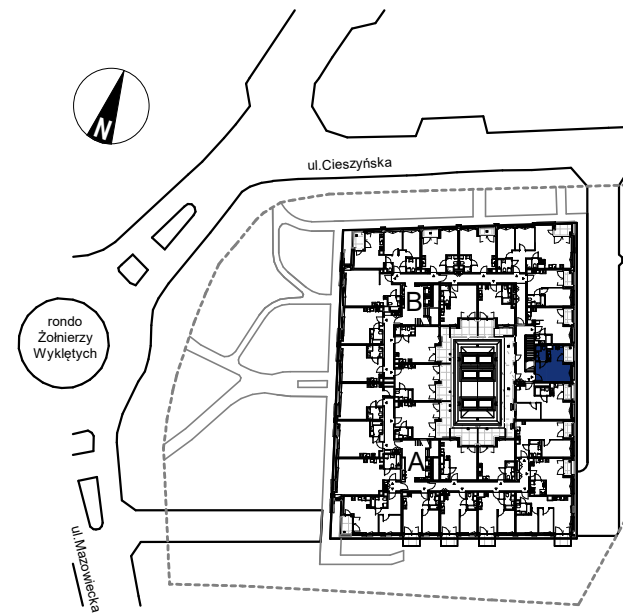 N
ul.Cieszyńska
B
rondo
Żołnierzy
Wyklętych
A
ul.Mazowiecka